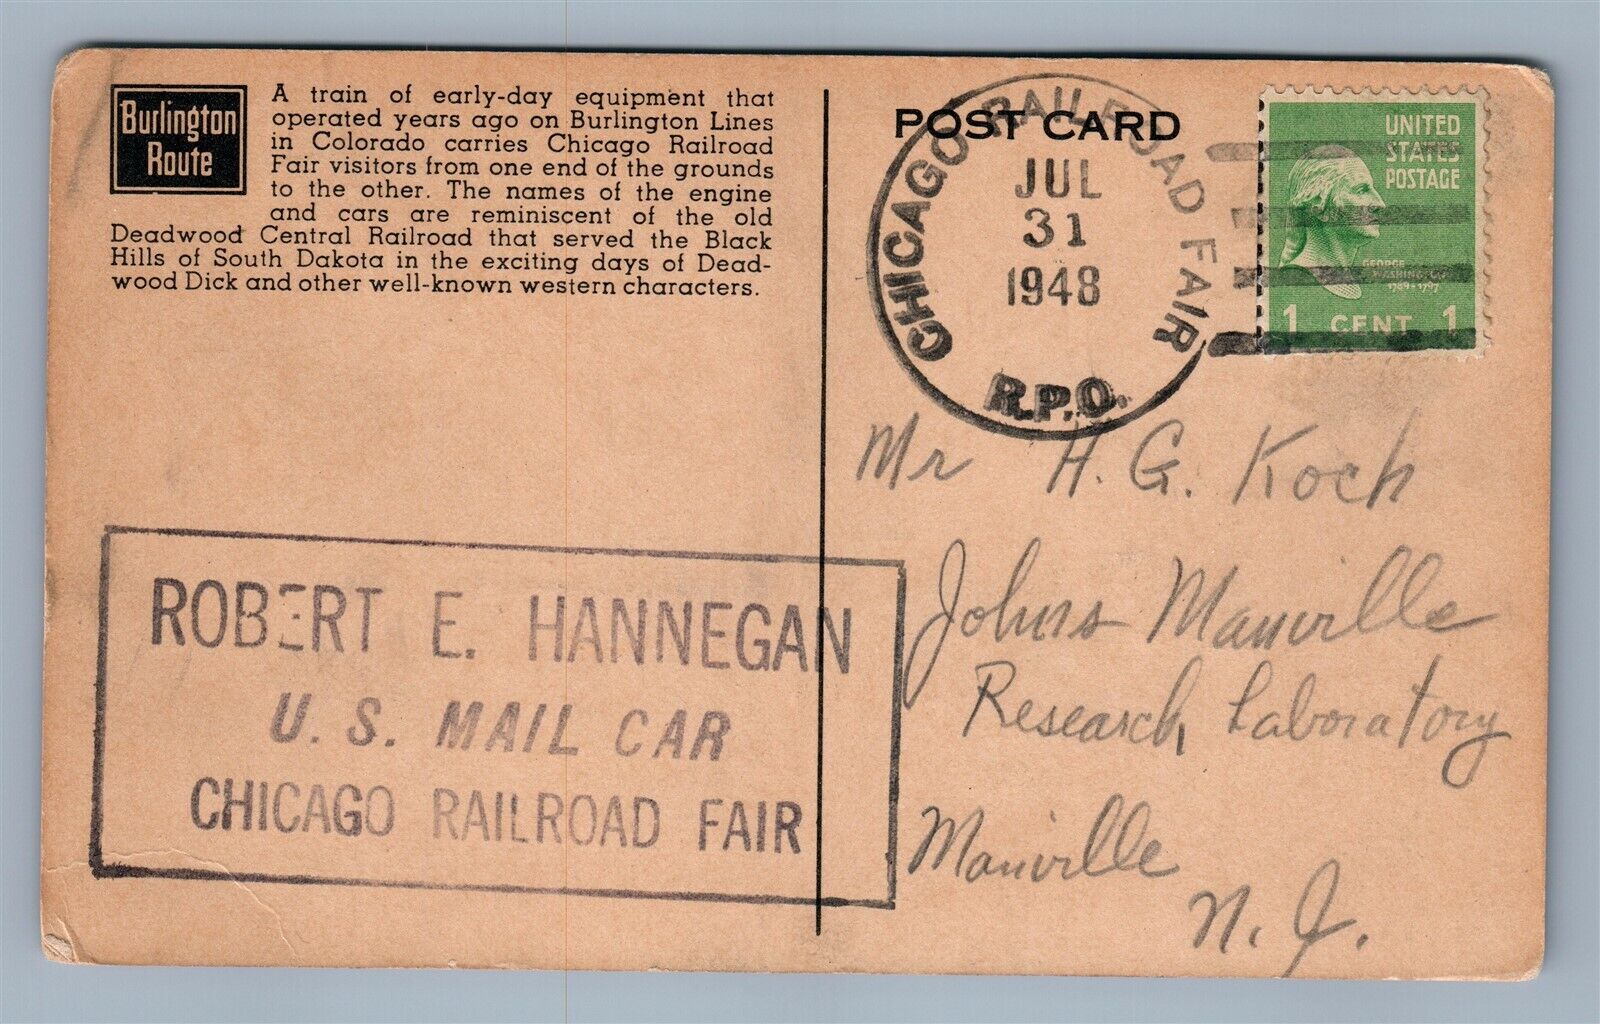 Burlington
Route
A train of early-day equipment that
operated years ago on Burlington Lines
in Colorado carries Chicago Railroad
Fair visitors from one end of the grounds
to the other. The names of the engine
and cars are reminiscent of the old
Deadwood Central Railroad that served the Black
Hills of South Dakota in the exciting days of Dead-
wood Dick and other well-known western characters.
ROBERT E. HANNEGAN
U. S. MAIL CAR
CHICAGO RAILROAD FAIR
POST CARD
CHICAGO RAILROAD FAIR
JUL
31
1948
R.P.O.
UNITED
STATES
POSTAGE
GEORGE
WASHINGTON
1789-1797
1 CENT 1
Mr H. G. Koch
Johns Manville
Research Laboratory
Manville
N. J.